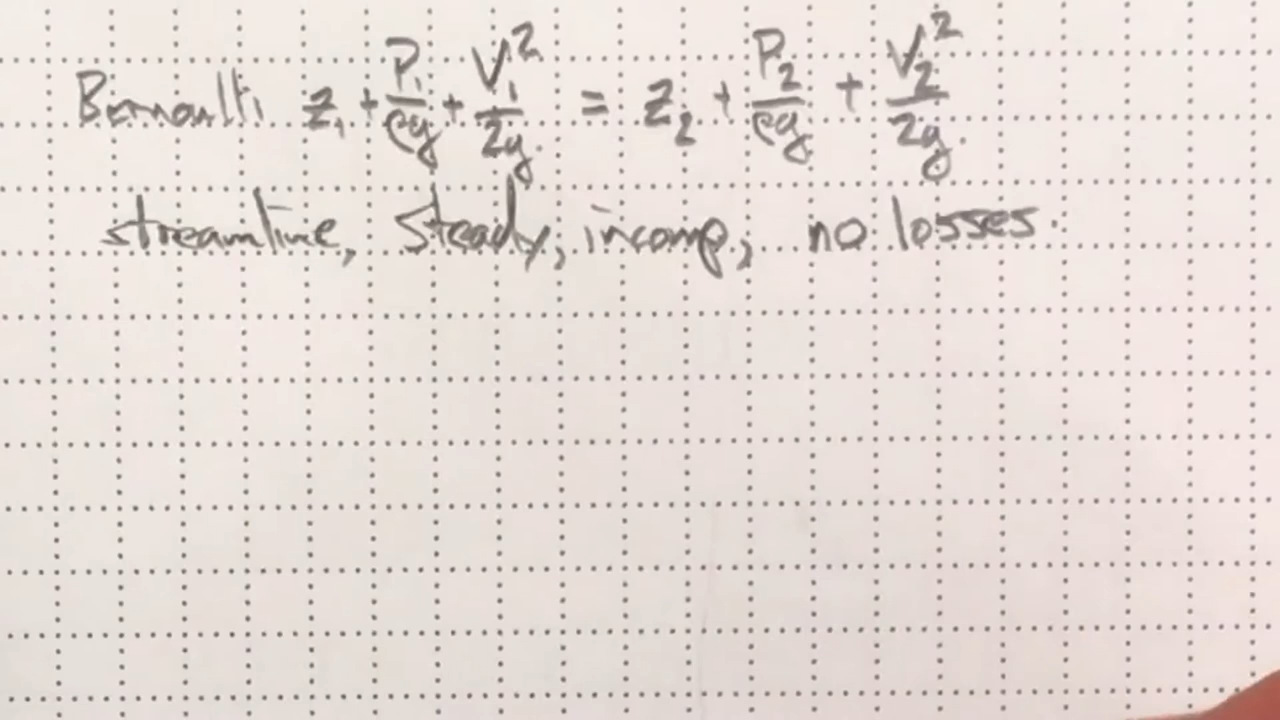 Bernoulli z₁ + P₁/ρg + V₁²/2g = z₂ + P₂/ρg + V₂²/2g
streamline, steady, incomp, no losses.